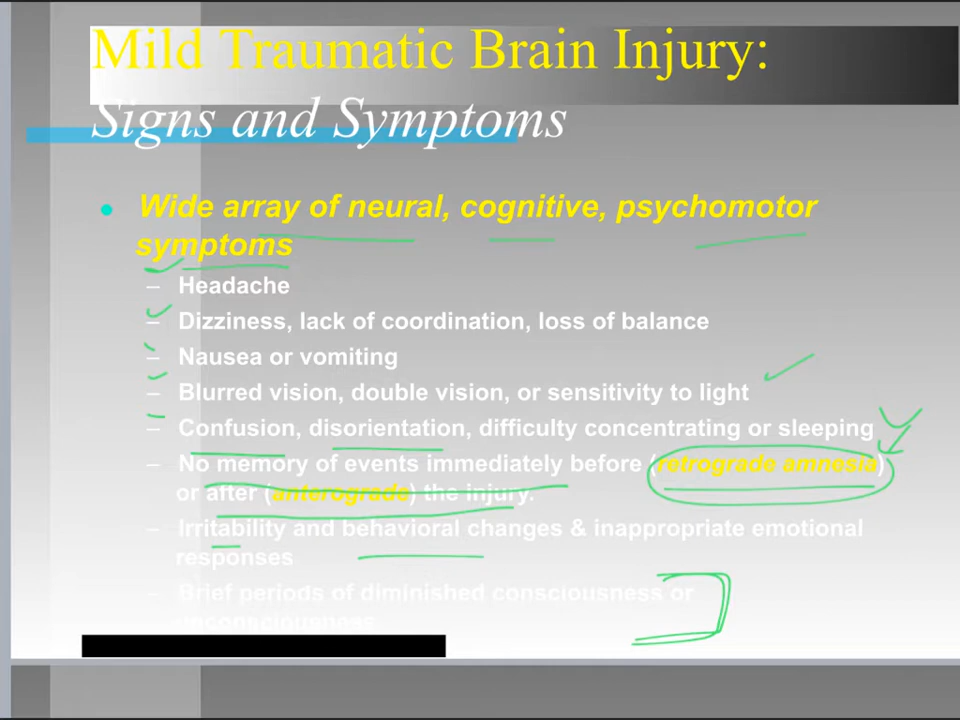 Mild Traumatic Brain Injury:
Signs and Symptoms
• Wide array of neural, cognitive, psychomotor
symptoms
– Headache
– Dizziness, lack of coordination, loss of balance
– Nausea or vomiting
– Blurred vision, double vision, or sensitivity to light
– Confusion, disorientation, difficulty concentrating or sleeping
– No memory of events immediately before (retrograde amnesia)
or after (anterograde) the injury.
– Irritability and behavioral changes & inappropriate emotional
responses
– Brief periods of diminished consciousness or
unconsciousness